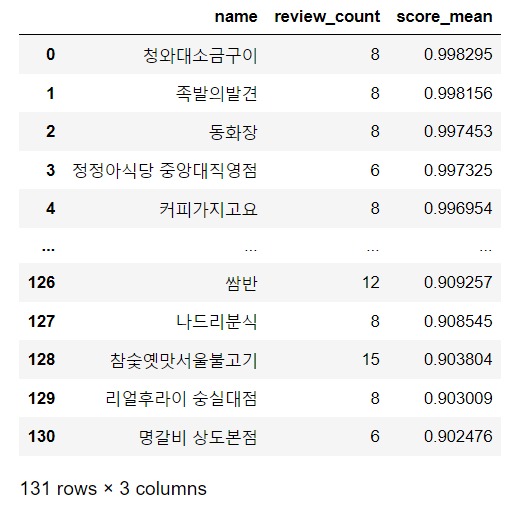 name review_count score_mean
0 청와대소금구이 8 0.998295
1 족발의발견 8 0.998156
2 동화장 8 0.997453
3 정정아식당 중앙대직영점 6 0.997325
4 커피가지고요 8 0.996954
... ... ... ...
126 쌈반 12 0.909257
127 나드리분식 8 0.908545
128 참숯옛맛서울불고기 15 0.903804
129 리얼후라이 숭실대점 8 0.903009
130 명갈비 상도본점 6 0.902476
131 rows × 3 columns